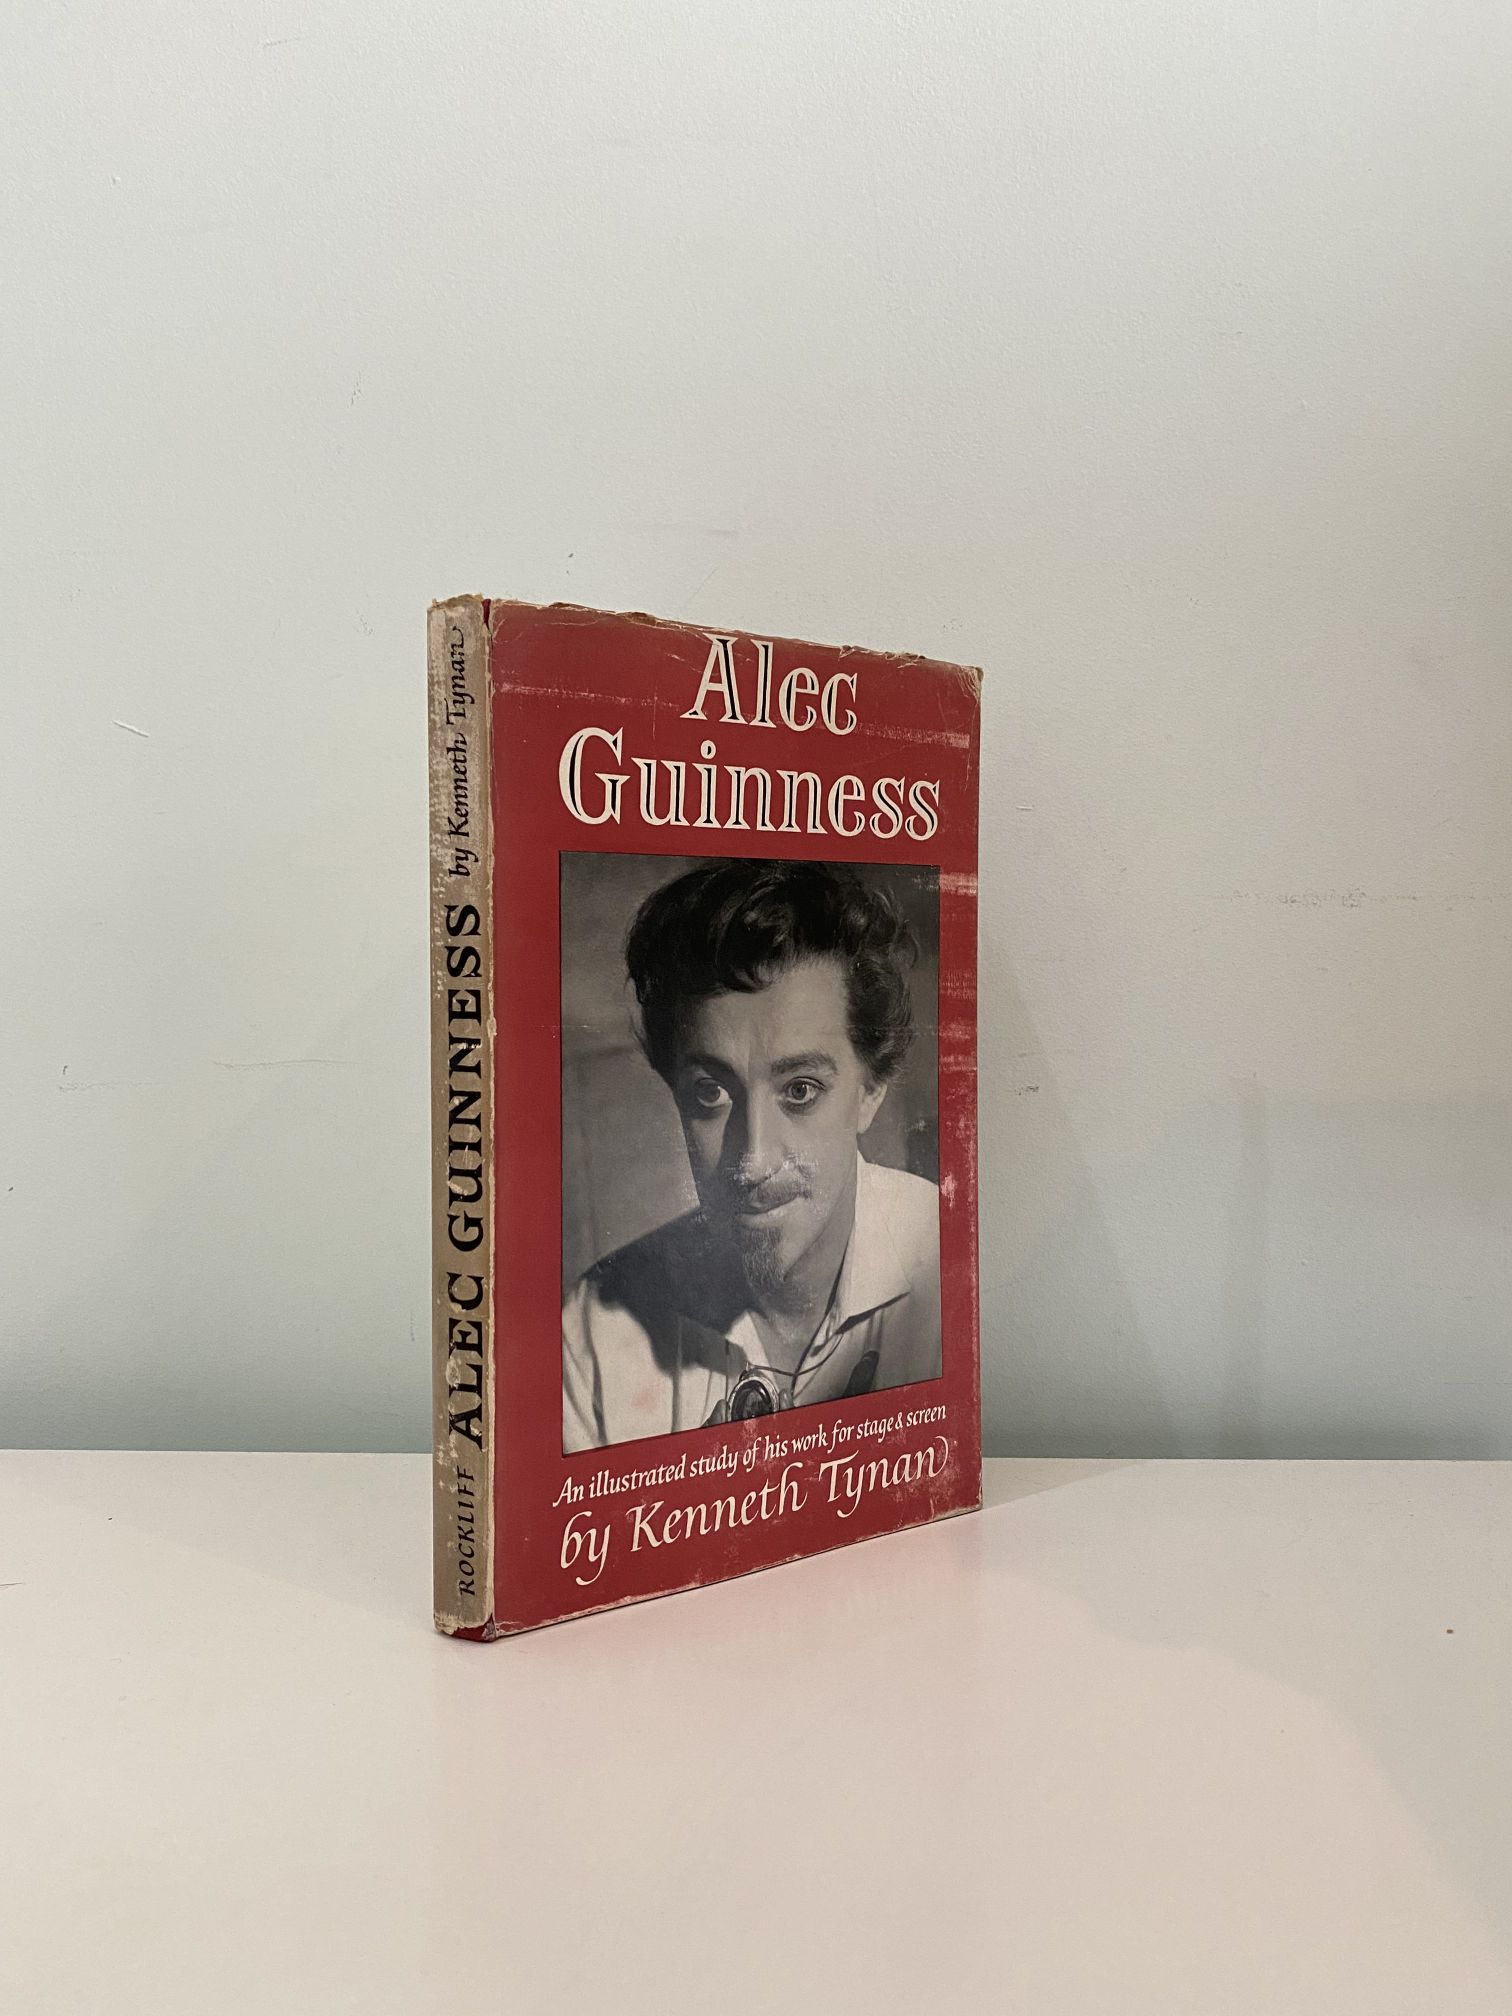 Alec
Guinness
An illustrated study of his work for stage & screen
by Kenneth Tynan
ROCKLIFF ALEC GUINNESS by Kenneth Tynan